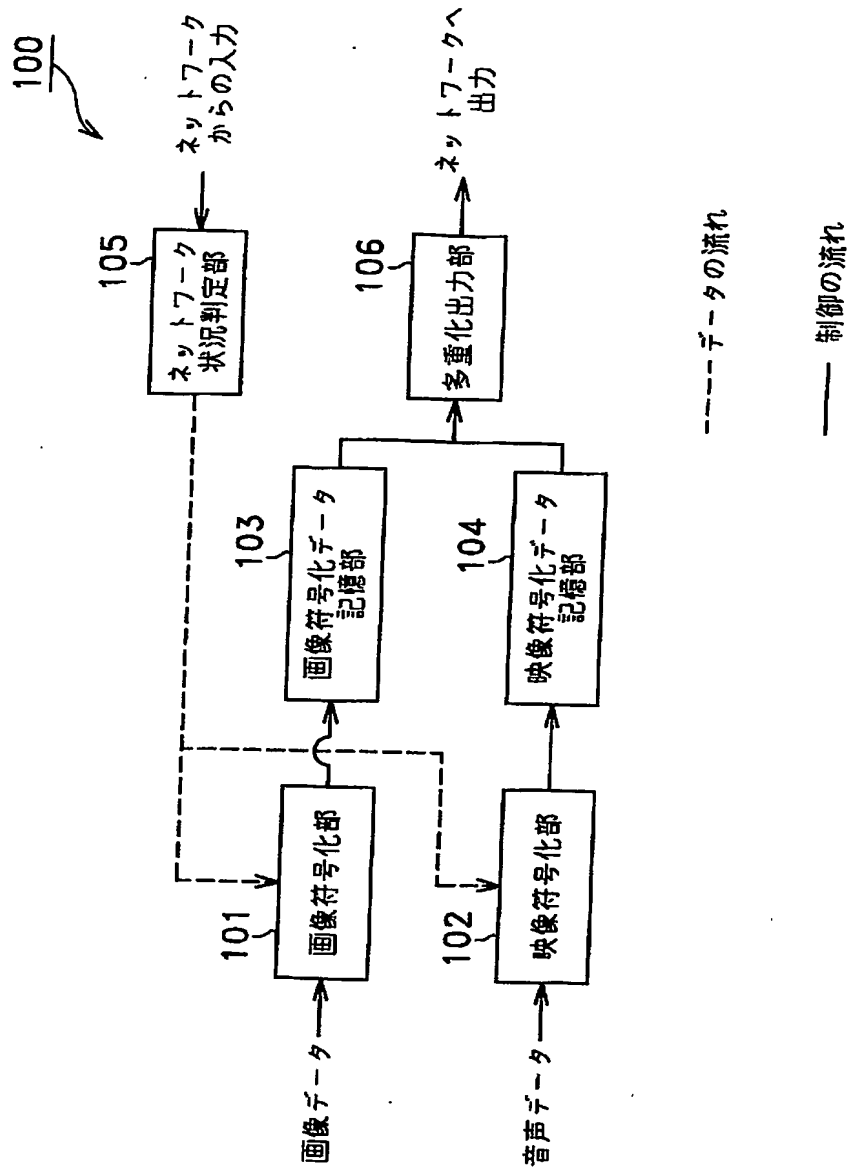 100
ネットワーク
からの入力
105
ネットワーク
状況判定部
ネットワークへ
出力
106
多重化出力部
103
画像符号化データ
記憶部
104
映像符号化データ
記憶部
101
画像符号化部
102
映像符号化部
画像データ
音声データ
データの流れ
制御の流れ